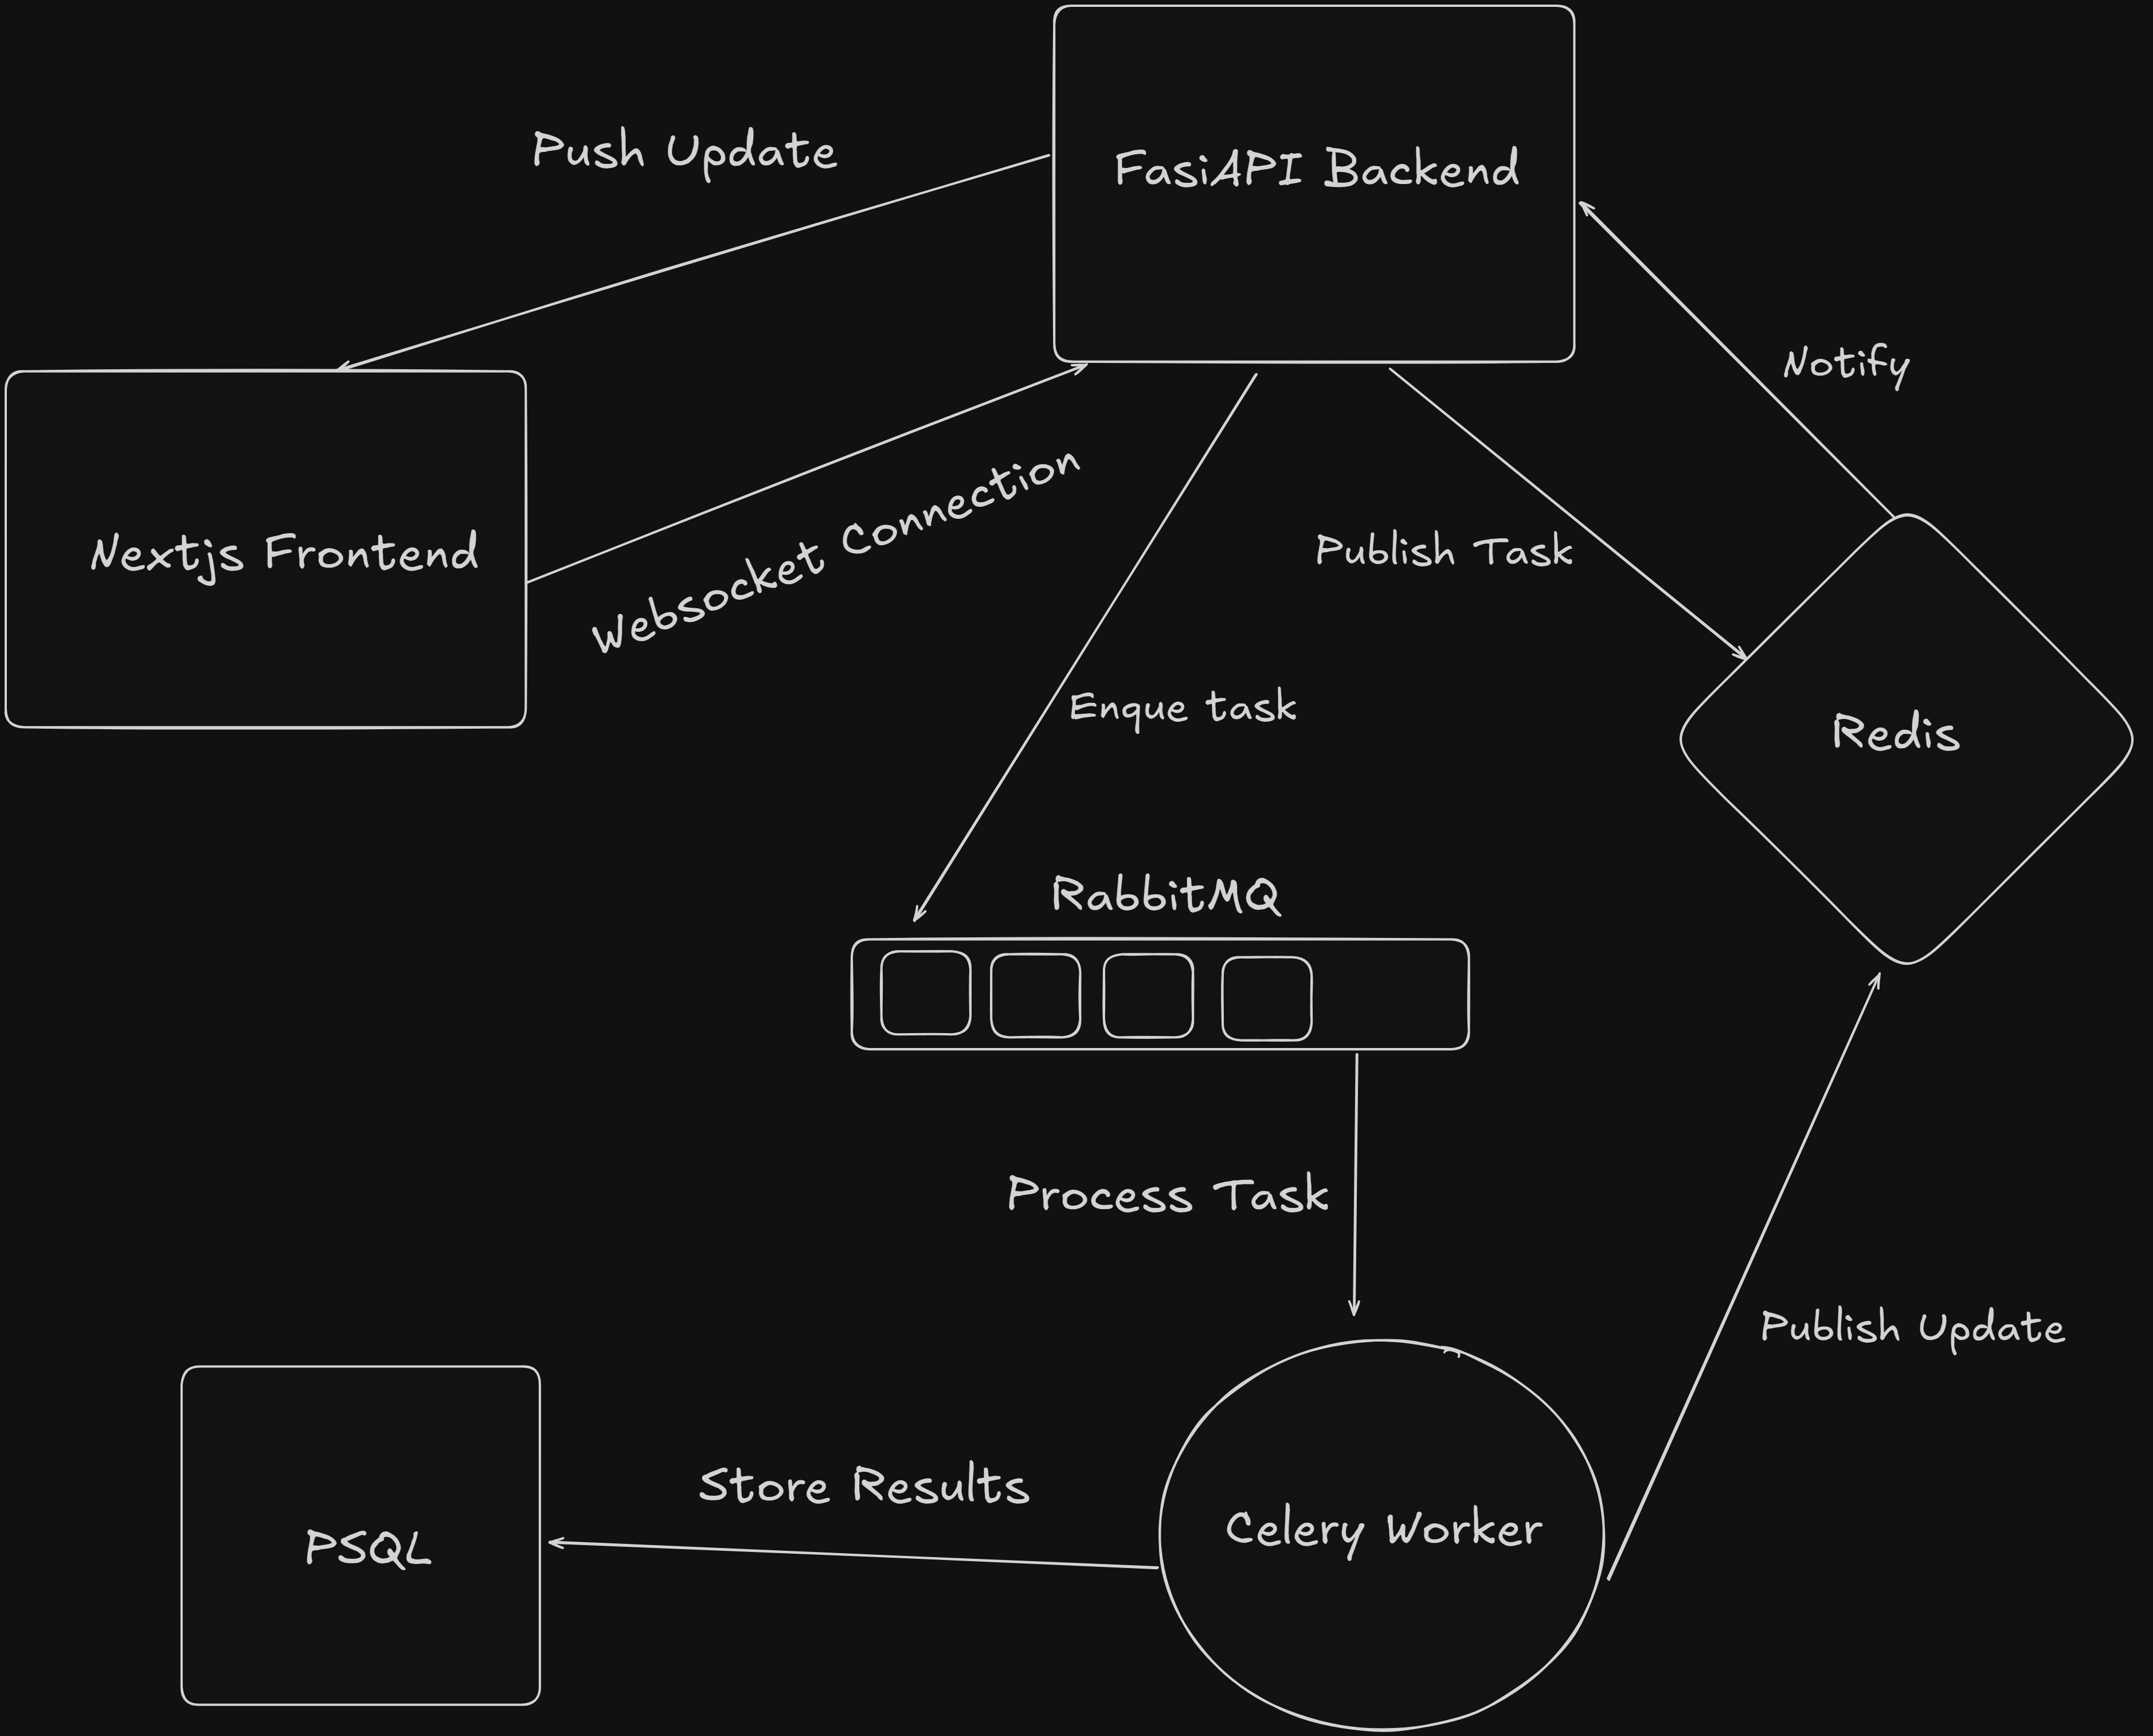 Push Update
FasiAPI Backend
Notify
Nextjs Frontend
Websocket Connection
Publish Task
Enque task
Redis
RabbitMQ
Process Task
Publish Update
Store Results
PSQL
Celery Worker